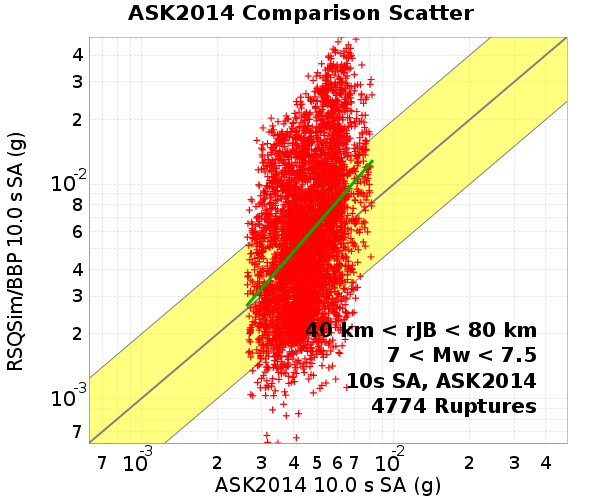 ASK2014 Comparison Scatter
RSQSim/BBP 10.0 s SA (g)
4
3
2
10-2
8
6
4
3
2
10-3
7
40 km < rJB < 80 km
7 < Mw < 7.5
10s SA, ASK2014
4774 Ruptures
7 10-3 2 3 4 5 6 7 10-2 2 3 4
ASK2014 10.0 s SA (g)